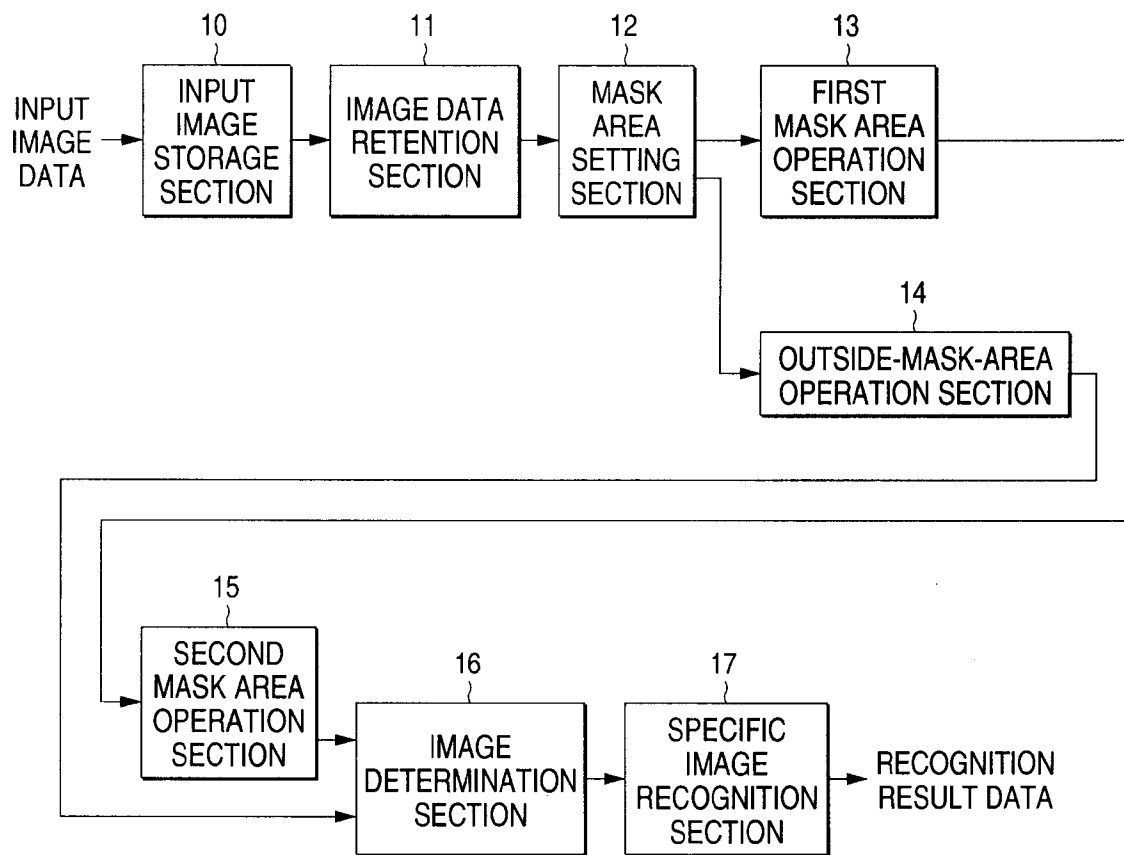 10
11
12
13
INPUT
IMAGE
DATA
INPUT
IMAGE
STORAGE
SECTION
IMAGE DATA
RETENTION
SECTION
MASK
AREA
SETTING
SECTION
FIRST
MASK AREA
OPERATION
SECTION
14
OUTSIDE-MASK-AREA
OPERATION SECTION
15
SECOND
MASK AREA
OPERATION
SECTION
16
IMAGE
DETERMINATION
SECTION
17
SPECIFIC
IMAGE
RECOGNITION
SECTION
RECOGNITION
RESULT DATA